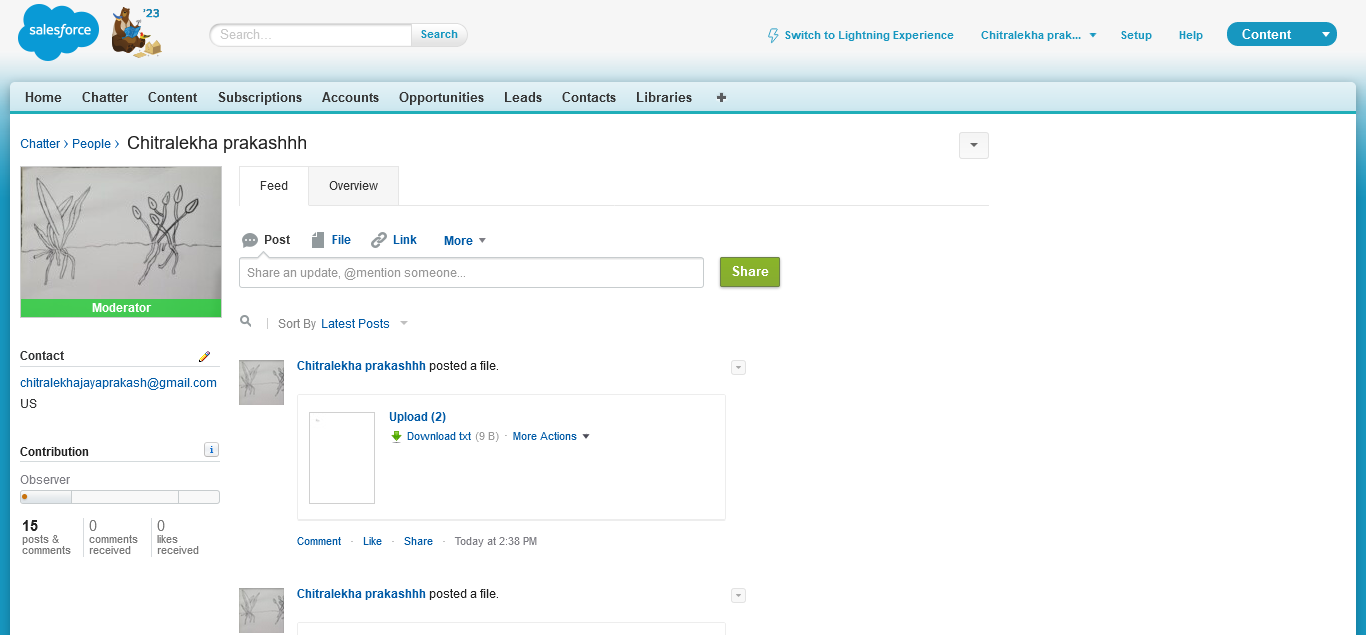 salesforce
'23
Search...
Search
Switch to Lightning Experience
Chitralekha prak...
Setup
Help
Content
Home Chatter Content Subscriptions Accounts Opportunities Leads Contacts Libraries +
Chatter › People › Chitralekha prakashhh
Feed
Overview
Moderator
Post
File
Link
More
Share an update, @mention someone...
Share
Sort By Latest Posts
Contact
chitralekhajayaprakash@gmail.com
US
Contribution
i
Observer
15
posts &
comments
0
comments
received
0
likes
received
Chitralekha prakashhh posted a file.
Upload (2)
Download txt (9 B) · More Actions
Comment · Like · Share · Today at 2:38 PM
Chitralekha prakashhh posted a file.